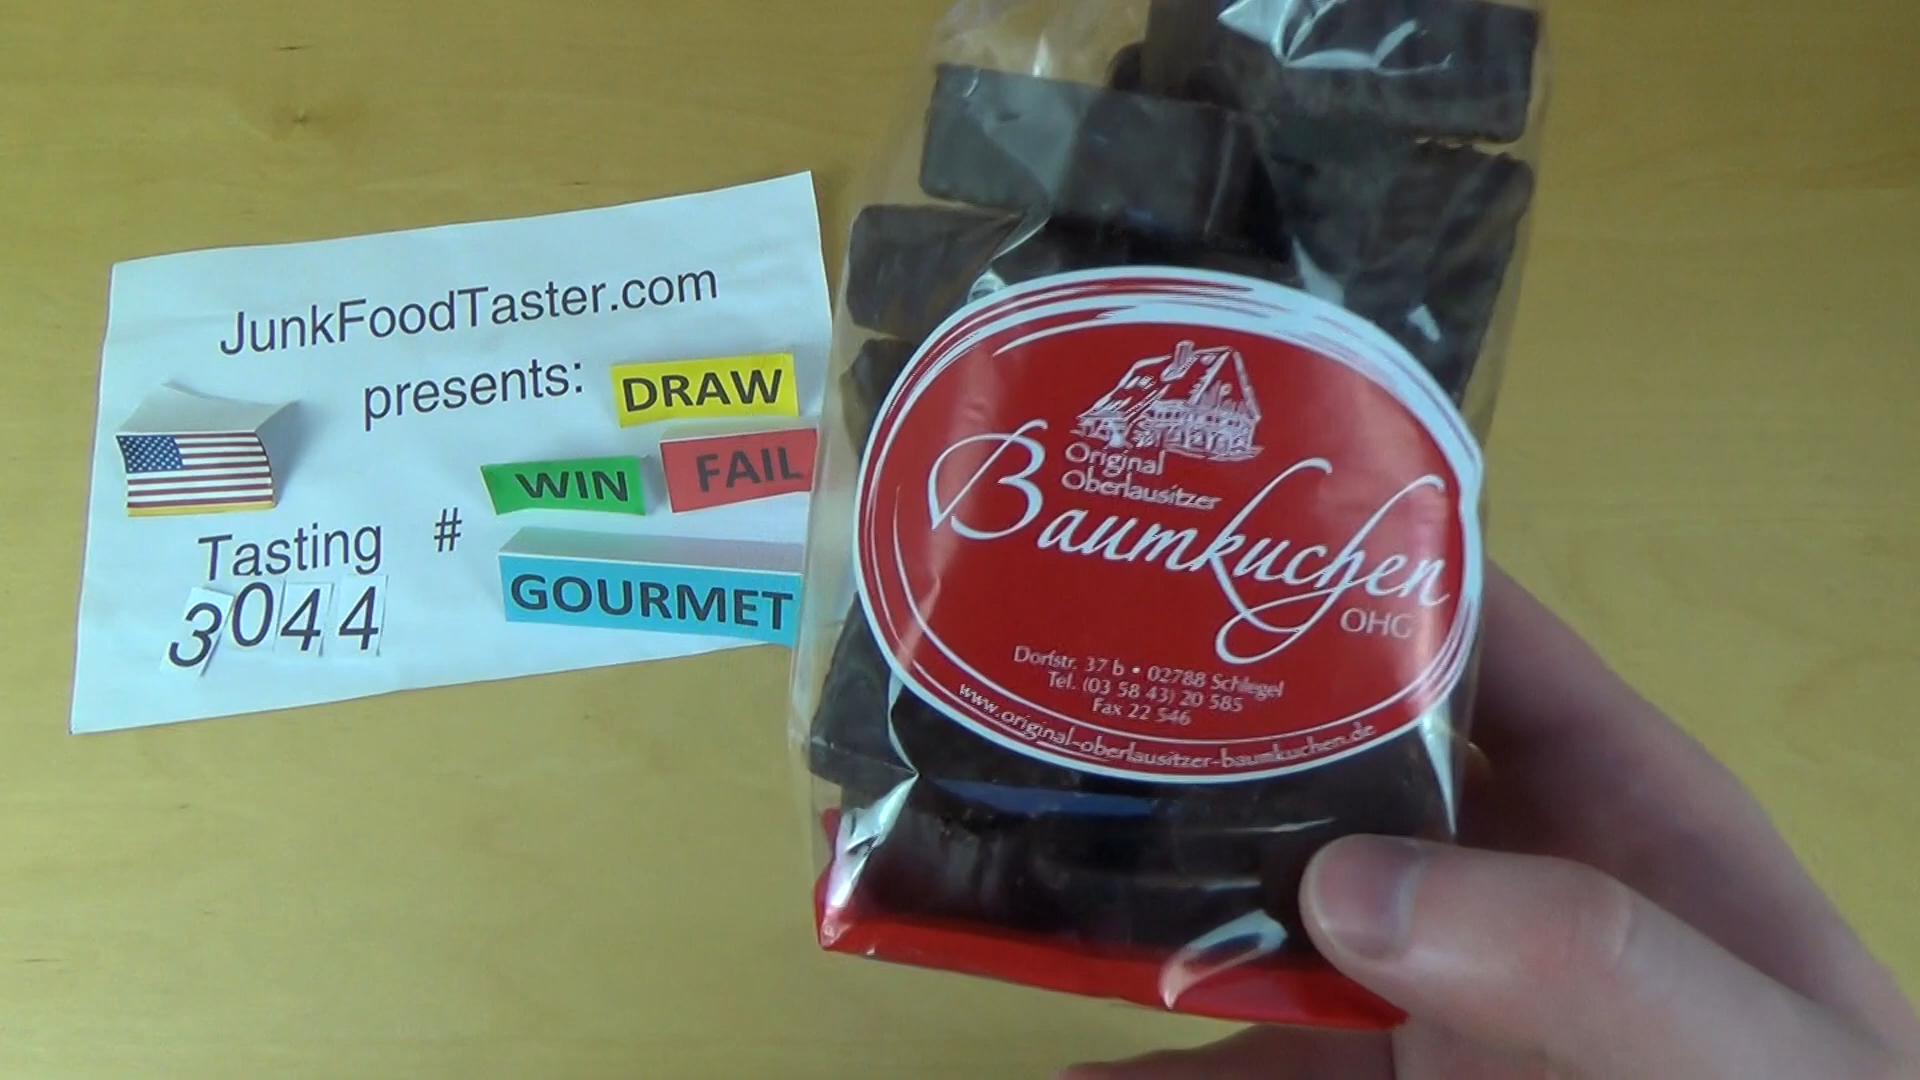 JunkFoodTaster.com
presents:
DRAW
WIN
FAIL
Tasting #
3044
GOURMET
Original
Oberlausitzer
Baumkuchen
OHG
Dorfstr. 37 b • 02788 Schlegel
Tel. (03 58 43) 20 585
Fax 22 546
www.original-oberlausitzer-baumkuchen.de